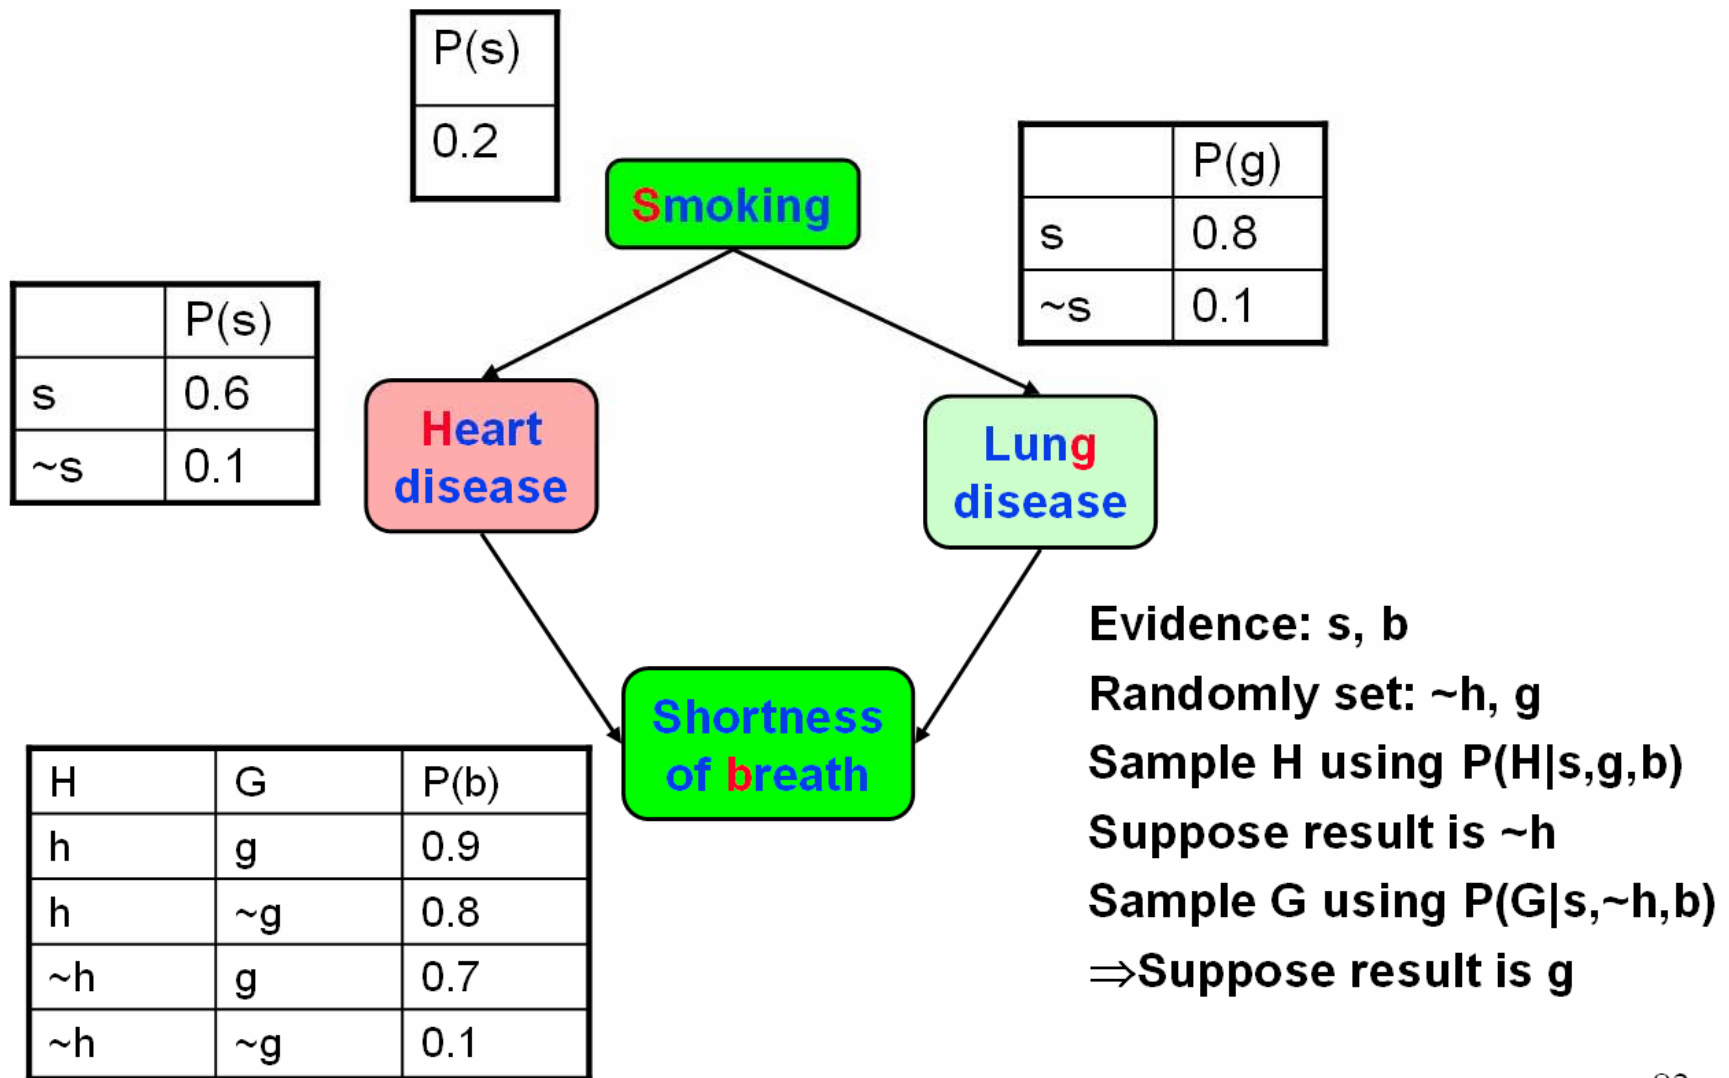 P(s)
0.2
Smoking
P(g)
s 0.8
~s 0.1
P(s)
s 0.6
~s 0.1
Heart
disease
Lung
disease
Shortness
of breath
H G P(b)
h g 0.9
h ~g 0.8
~h g 0.7
~h ~g 0.1
Evidence: s, b
Randomly set: ~h, g
Sample H using P(H|s,g,b)
Suppose result is ~h
Sample G using P(G|s,~h,b)
⇒Suppose result is g